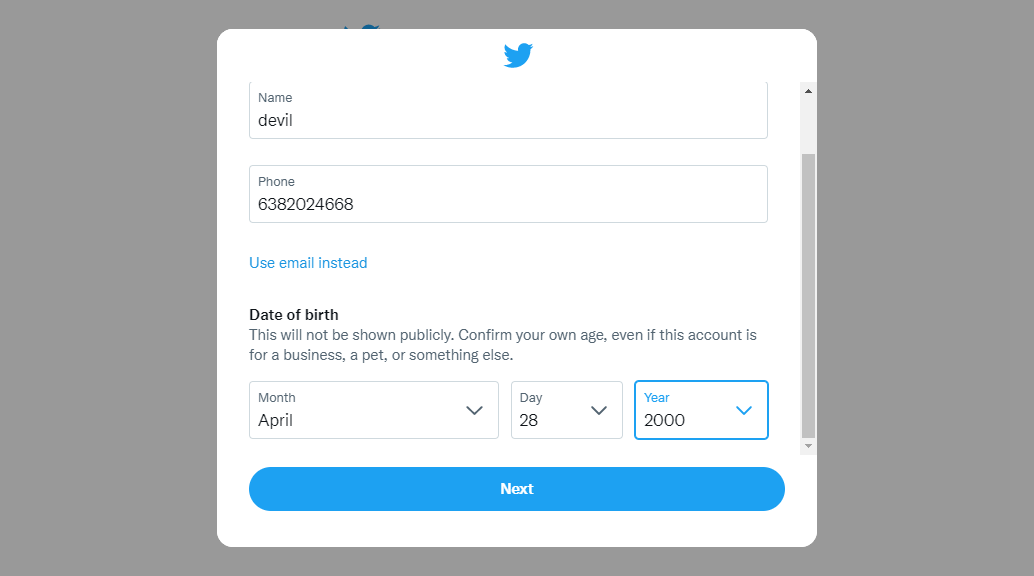 Name
devil
Phone
6382024668
Use email instead
Date of birth
This will not be shown publicly. Confirm your own age, even if this account is
for a business, a pet, or something else.
Month
April
Day
28
Year
2000
Next